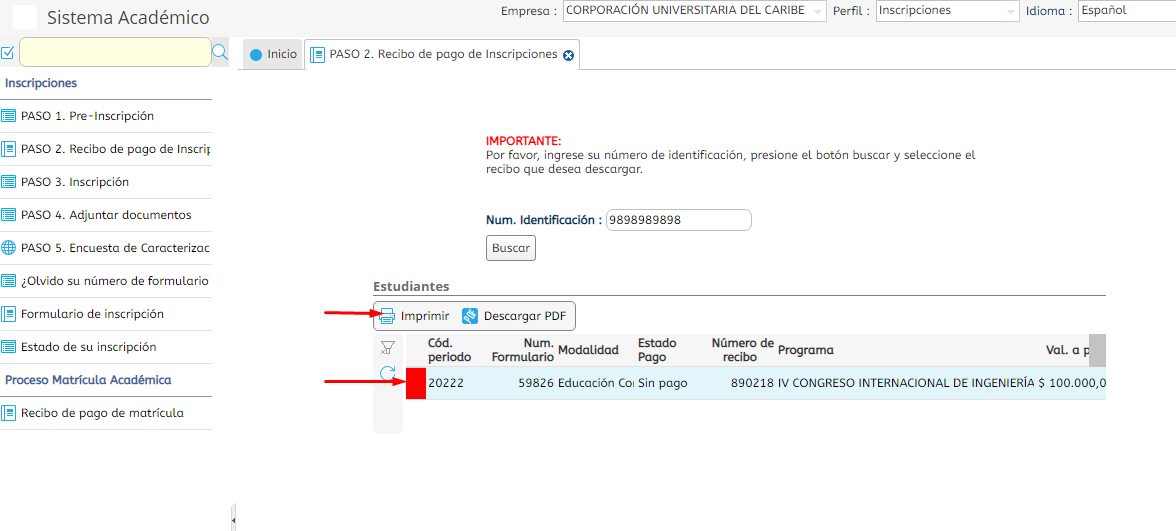 Sistema Académico
Empresa : CORPORACIÓN UNIVERSITARIA DEL CARIBE Perfil : Inscripciones Idioma : Español
Inicio PASO 2. Recibo de pago de Inscripciones
Inscripciones
PASO 1. Pre-Inscripción
PASO 2. Recibo de pago de Inscrip
PASO 3. Inscripción
PASO 4. Adjuntar documentos
PASO 5. Encuesta de Caracterizac
¿Olvido su número de formulario
Formulario de inscripción
Estado de su inscripción
Proceso Matrícula Académica
Recibo de pago de matrícula
IMPORTANTE:
Por favor, ingrese su número de identificación, presione el botón buscar y seleccione el
recibo que desea descargar.
Num. Identificación : 9898989898
Buscar
Estudiantes
Imprimir Descargar PDF
Cód. periodo Num. Formulario Modalidad Estado Pago Número de recibo Programa Val. a p
20222 59826 Educación Co Sin pago 890218 IV CONGRESO INTERNACIONAL DE INGENIERÍA $ 100.000,0